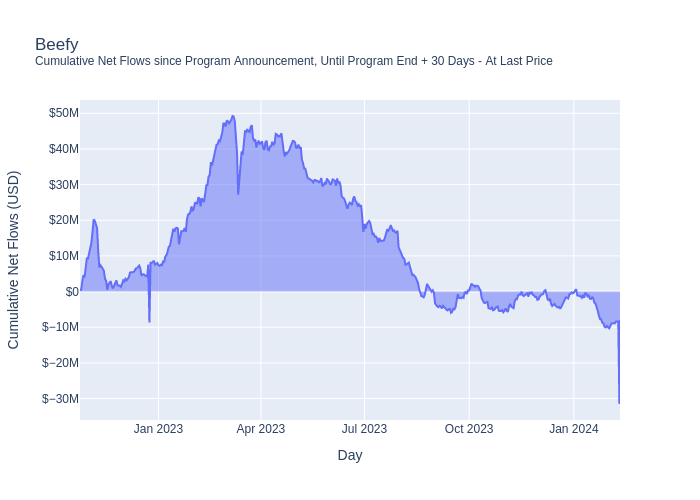 Beefy
Cumulative Net Flows since Program Announcement, Until Program End + 30 Days - At Last Price
Cumulative Net Flows (USD)
$50M
$40M
$30M
$20M
$10M
$0
$−10M
$−20M
$−30M
Jan 2023
Apr 2023
Jul 2023
Oct 2023
Jan 2024
Day